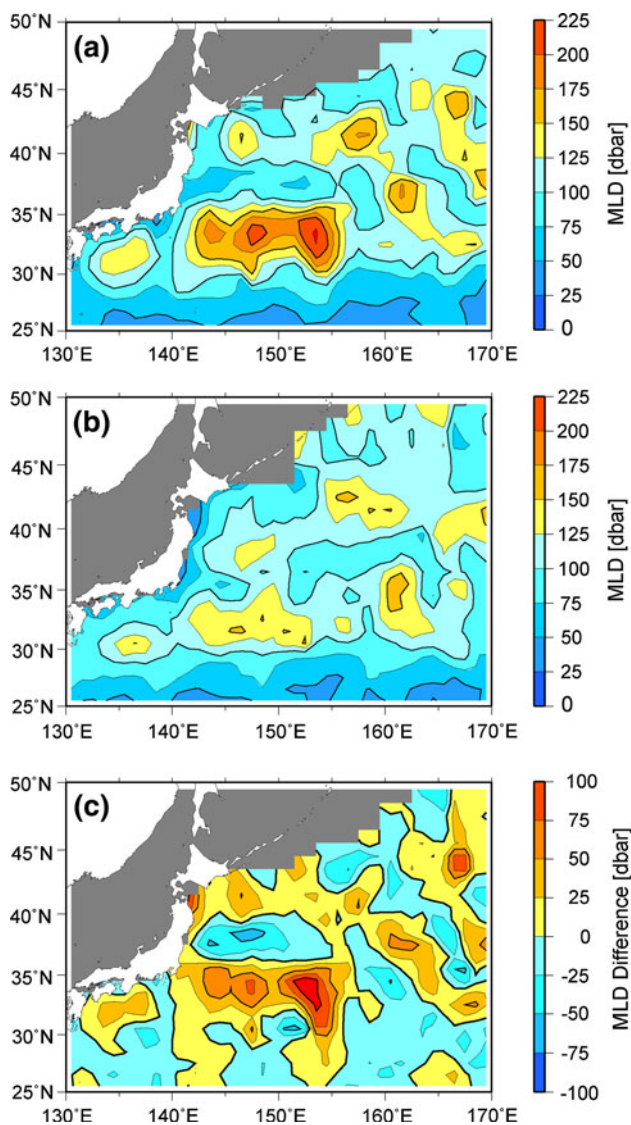 (a)
50°N
45°N
40°N
35°N
30°N
25°N
130°E 140°E 150°E 160°E 170°E
225
200
175
150
125
100
75
50
25
0
MLD [dbar]
(b)
50°N
45°N
40°N
35°N
30°N
25°N
130°E 140°E 150°E 160°E 170°E
225
200
175
150
125
100
75
50
25
0
MLD [dbar]
(c)
50°N
45°N
40°N
35°N
30°N
25°N
130°E 140°E 150°E 160°E 170°E
100
75
50
25
0
-25
-50
-75
-100
MLD Difference [dbar]